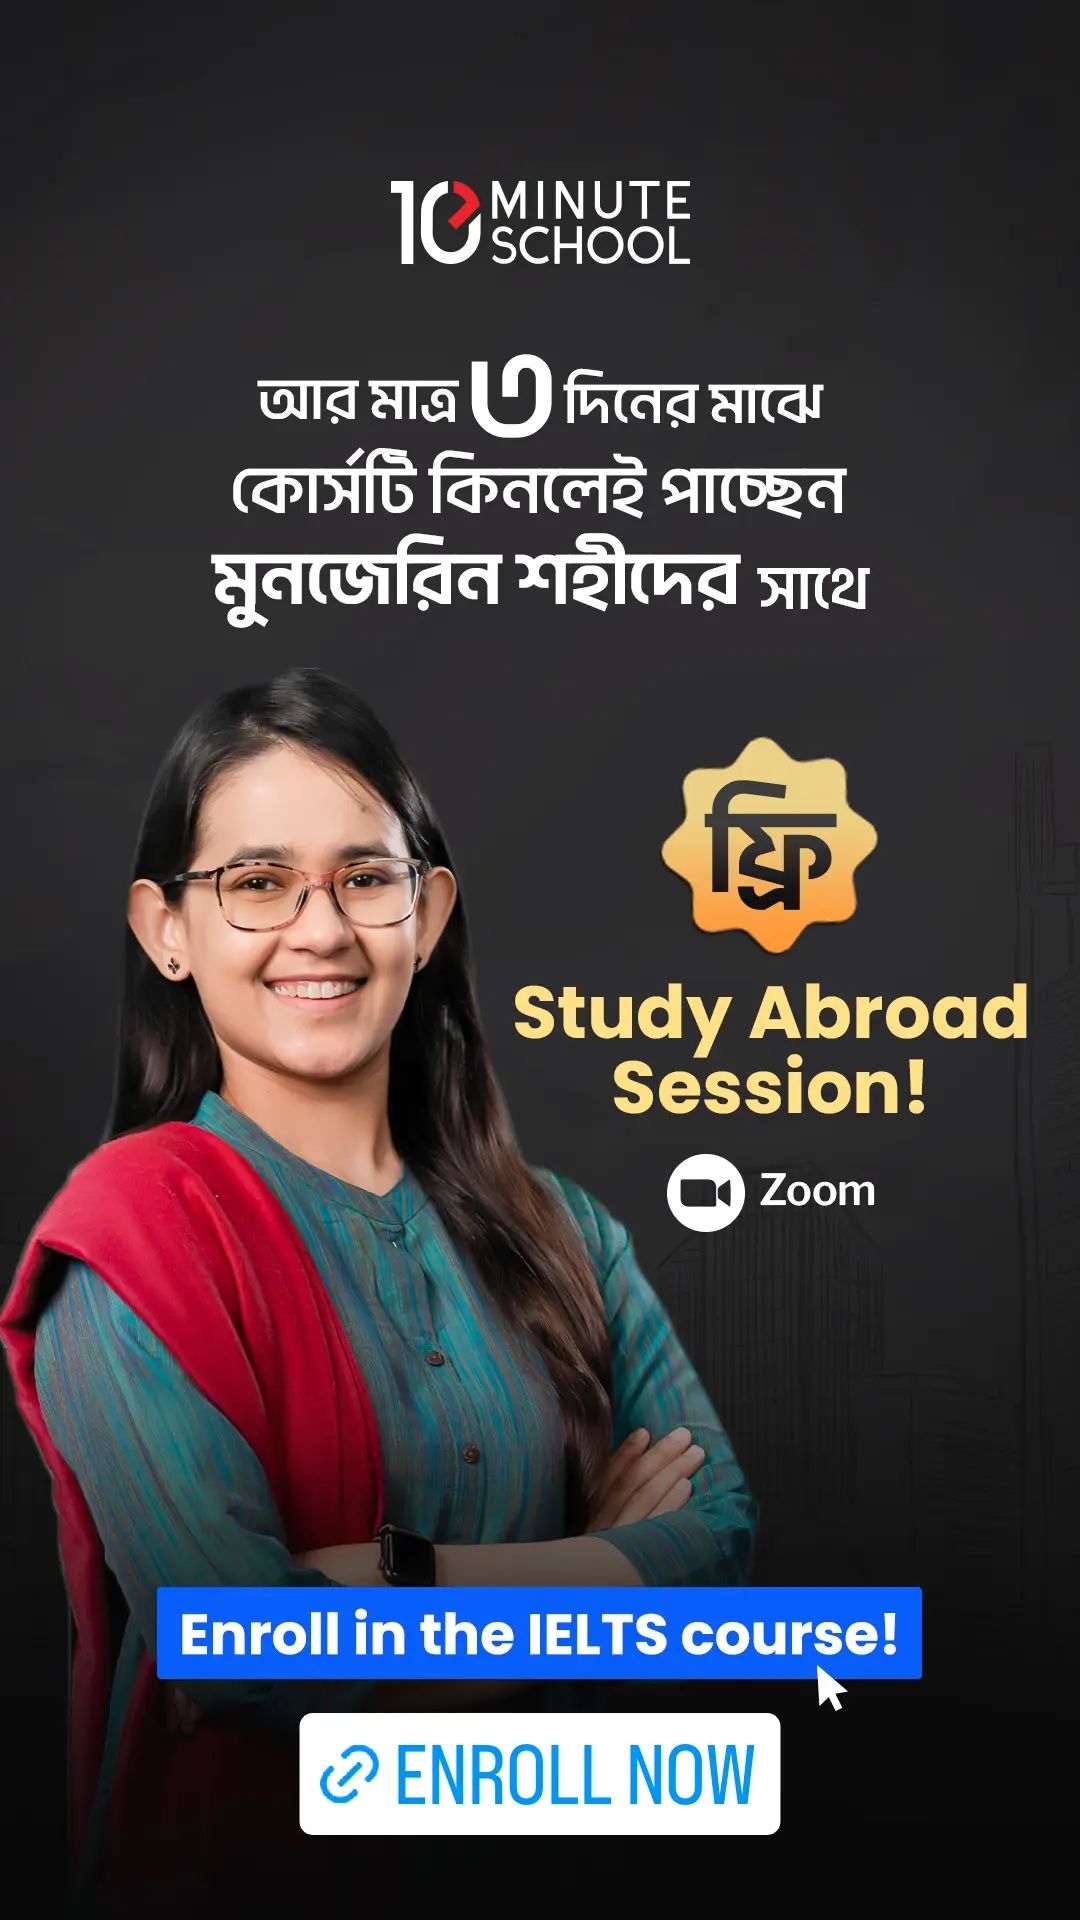 10 MINUTE
SCHOOL
আর মাত্র ৩ দিনের মাঝে
কোর্সটি কিনলেই পাচ্ছেন
মুনজেরিন শহীদের সাথে
ফ্রি
Study Abroad
Session!
Zoom
Enroll in the IELTS course!
ENROLL NOW